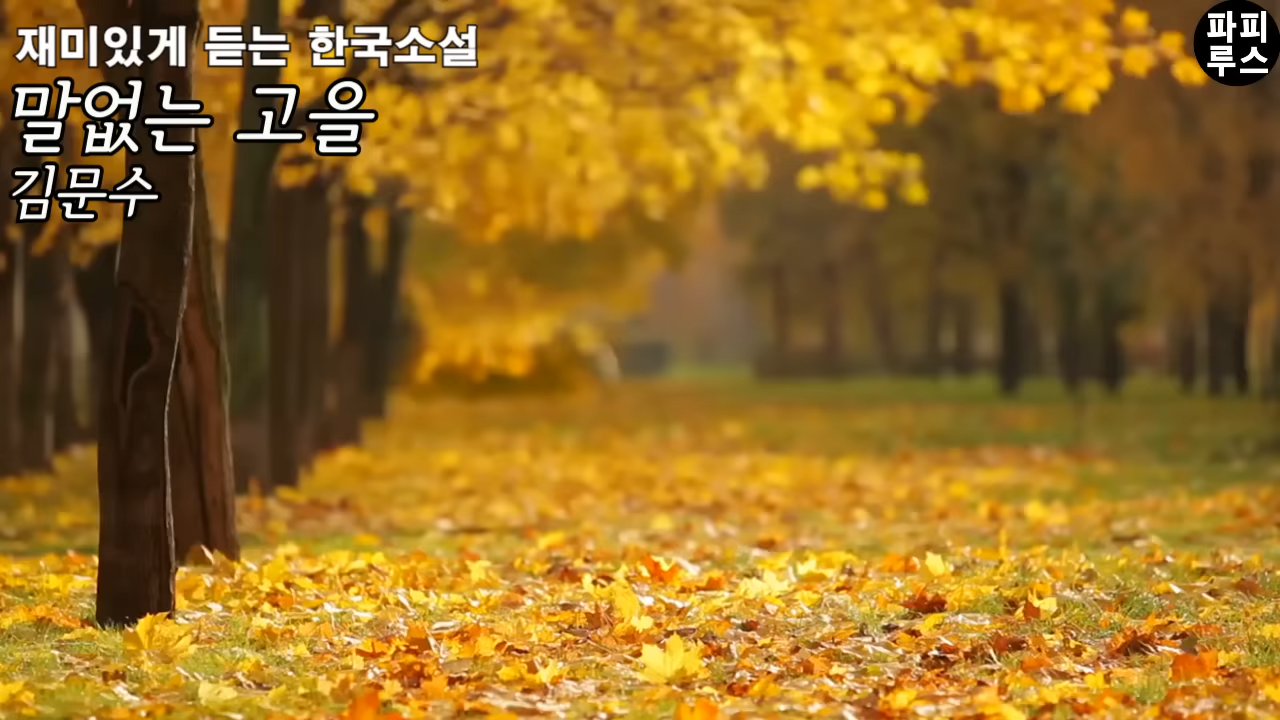 재미있게 듣는 한국소설
말없는 고을
김문수
파피
루스